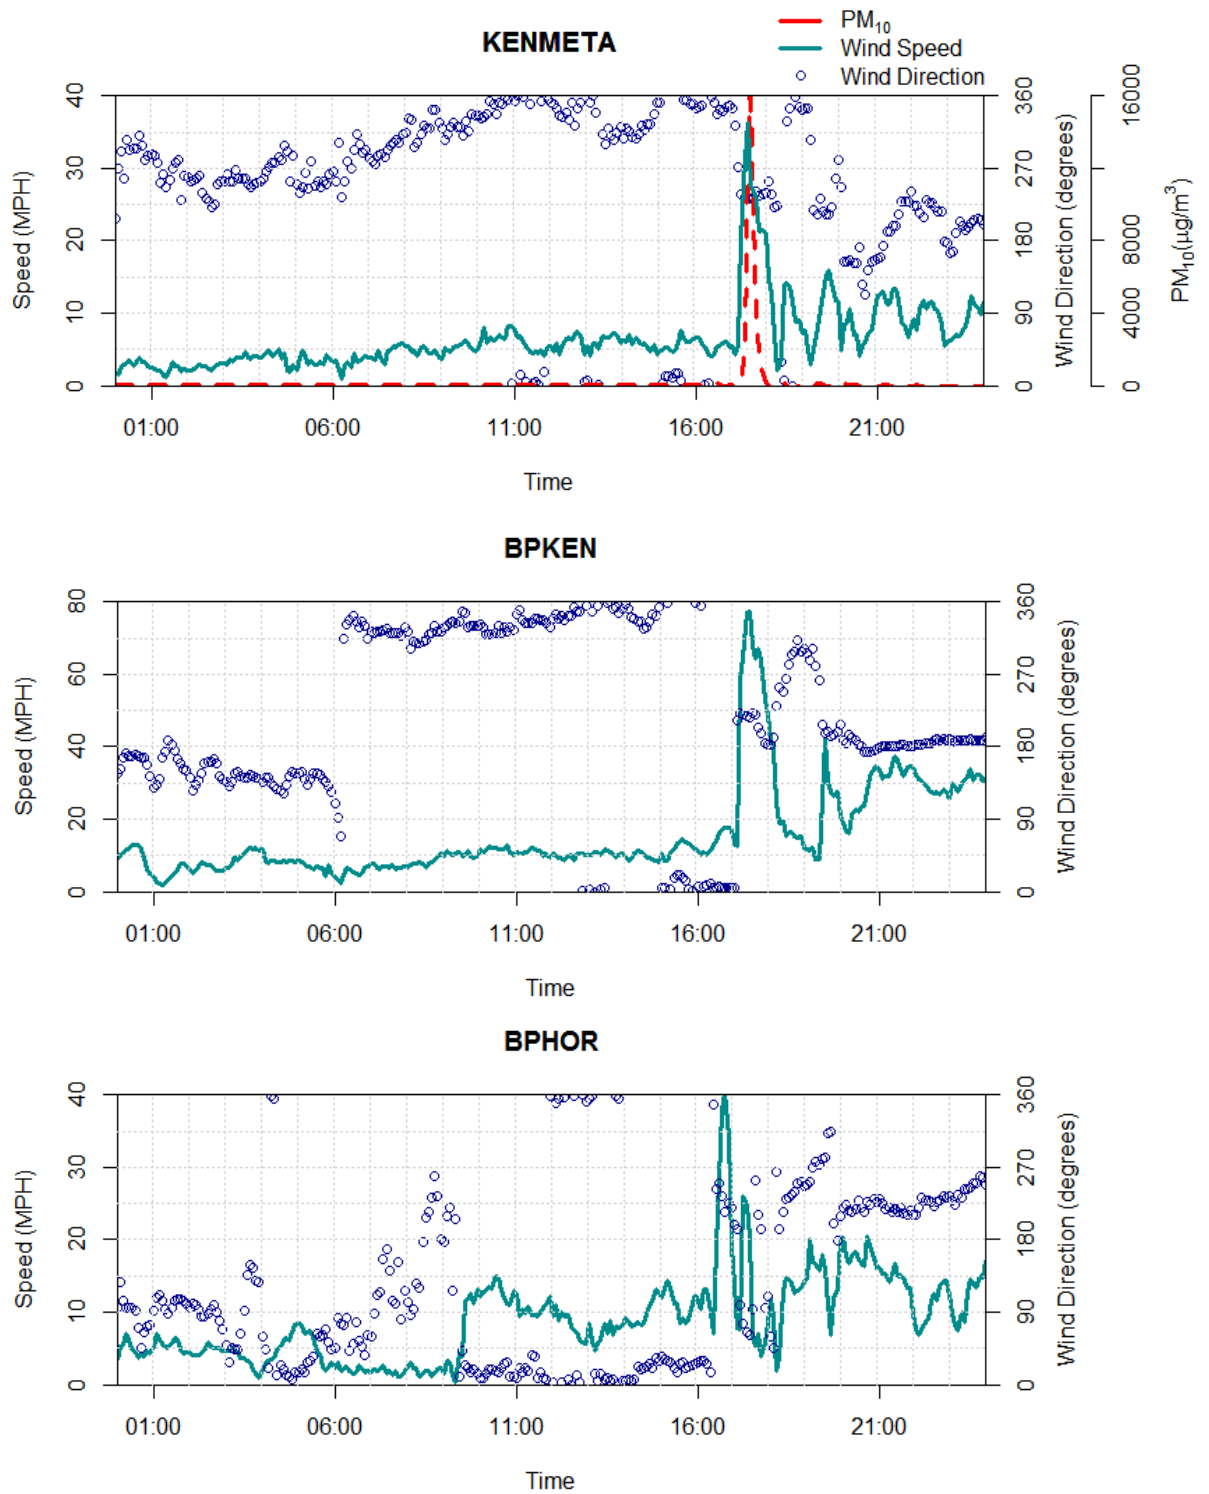 KENMETA
PM10
Wind Speed
Wind Direction
0 10 20 30 40
Speed (MPH)
0 90 180 270 360
Wind Direction (degrees)
0 4000 8000 16000
PM10(µg/m3)
01:00 06:00 11:00 16:00 21:00
Time
BPKEN
0 20 40 60 80
Speed (MPH)
0 90 180 270 360
Wind Direction (degrees)
01:00 06:00 11:00 16:00 21:00
Time
BPHOR
0 10 20 30 40
Speed (MPH)
0 90 180 270 360
Wind Direction (degrees)
01:00 06:00 11:00 16:00 21:00
Time